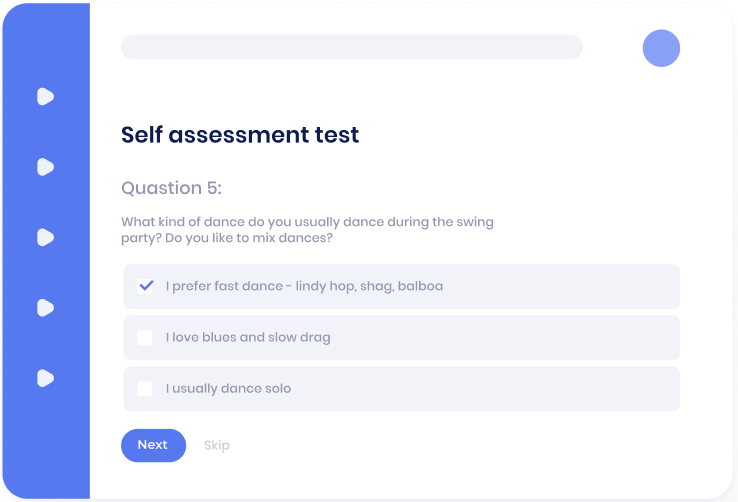 Self assessment test
Quastion 5:
What kind of dance do you usually dance during the swing
party? Do you like to mix dances?
I prefer fast dance - lindy hop, shag, balboa
I love blues and slow drag
I usually dance solo
Next
Skip